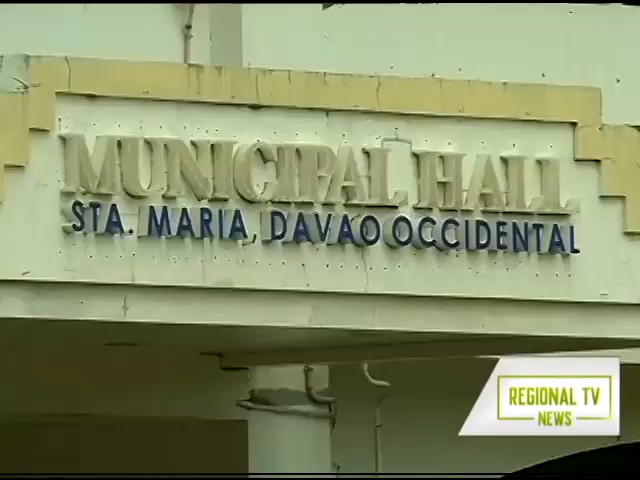 MUNICIPAL HALL
STA. MARIA, DAVAO OCCIDENTAL
REGIONAL TV
NEWS